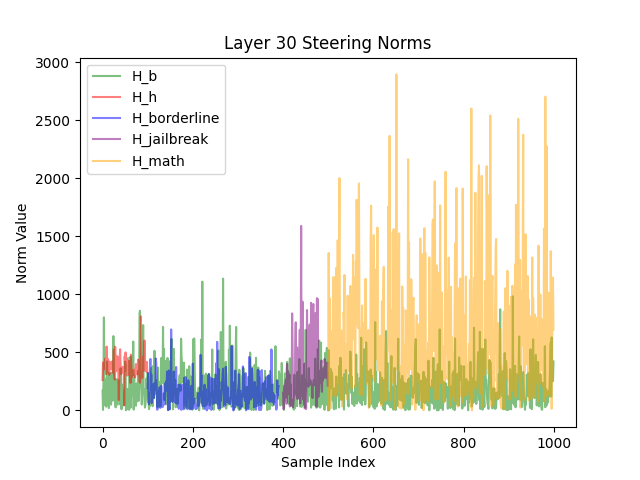 Layer 30 Steering Norms
H_b
H_h
H_borderline
H_jailbreak
H_math
Norm Value
3000
2500
2000
1500
1000
500
0
0
200
400
600
800
1000
Sample Index